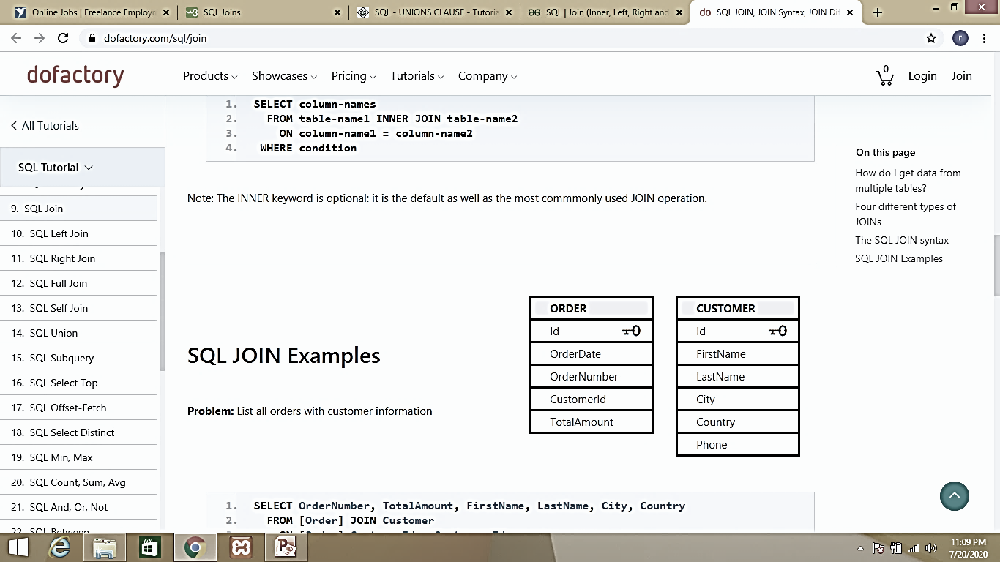 Online Jobs | Freelance Employn
SQL Joins
SQL - UNIONS CLAUSE - Tutoria
SQL | Join (Inner, Left, Right and
do SQL JOIN, JOIN Syntax, JOIN Dif
dofactory.com/sql/join
r
dofactory
Products
Showcases
Pricing
Tutorials
Company
0
Login
Join
All Tutorials
SQL Tutorial
9. SQL Join
10. SQL Left Join
11. SQL Right Join
12. SQL Full Join
13. SQL Self Join
14. SQL Union
15. SQL Subquery
16. SQL Select Top
17. SQL Offset-Fetch
18. SQL Select Distinct
19. SQL Min, Max
20. SQL Count, Sum, Avg
21. SQL And, Or, Not
22. SQL Between
1. SELECT column-names
2. FROM table-name1 INNER JOIN table-name2
3. ON column-name1 = column-name2
4. WHERE condition
Note: The INNER keyword is optional: it is the default as well as the most commmonly used JOIN operation.
SQL JOIN Examples
Problem: List all orders with customer information
ORDER
Id
OrderDate
OrderNumber
CustomerId
TotalAmount
CUSTOMER
Id
FirstName
LastName
City
Country
Phone
1. SELECT OrderNumber, TotalAmount, FirstName, LastName, City, Country
2. FROM [Order] JOIN Customer
On this page
How do I get data from
multiple tables?
Four different types of
JOINs
The SQL JOIN syntax
SQL JOIN Examples
11:09 PM
7/20/2020